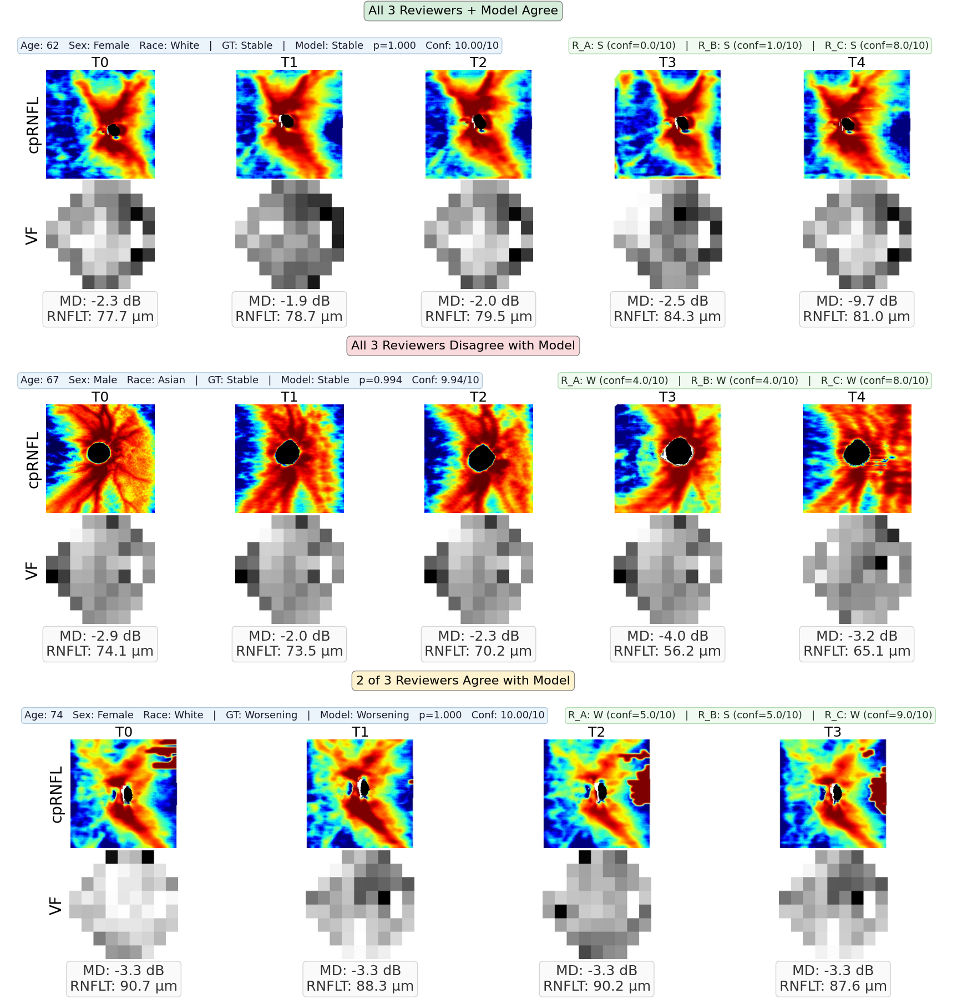 All 3 Reviewers + Model Agree
Age: 62 Sex: Female Race: White | GT: Stable | Model: Stable p=1.000 Conf: 10.00/10
R_A: S (conf=0.0/10) | R_B: S (conf=1.0/10) | R_C: S (conf=8.0/10)
T0 T1 T2 T3 T4
cpRNFL
VF
MD: -2.3 dB
RNFLT: 77.7 µm
MD: -1.9 dB
RNFLT: 78.7 µm
MD: -2.0 dB
RNFLT: 79.5 µm
MD: -2.5 dB
RNFLT: 84.3 µm
MD: -9.7 dB
RNFLT: 81.0 µm
All 3 Reviewers Disagree with Model
Age: 67 Sex: Male Race: Asian | GT: Stable | Model: Stable p=0.994 Conf: 9.94/10
R_A: W (conf=4.0/10) | R_B: W (conf=4.0/10) | R_C: W (conf=8.0/10)
T0 T1 T2 T3 T4
cpRNFL
VF
MD: -2.9 dB
RNFLT: 74.1 µm
MD: -2.0 dB
RNFLT: 73.5 µm
MD: -2.3 dB
RNFLT: 70.2 µm
MD: -4.0 dB
RNFLT: 56.2 µm
MD: -3.2 dB
RNFLT: 65.1 µm
2 of 3 Reviewers Agree with Model
Age: 74 Sex: Female Race: White | GT: Worsening | Model: Worsening p=1.000 Conf: 10.00/10
R_A: W (conf=5.0/10) | R_B: S (conf=5.0/10) | R_C: W (conf=9.0/10)
T0 T1 T2 T3
cpRNFL
VF
MD: -3.3 dB
RNFLT: 90.7 µm
MD: -3.3 dB
RNFLT: 88.3 µm
MD: -3.3 dB
RNFLT: 90.2 µm
MD: -3.3 dB
RNFLT: 87.6 µm